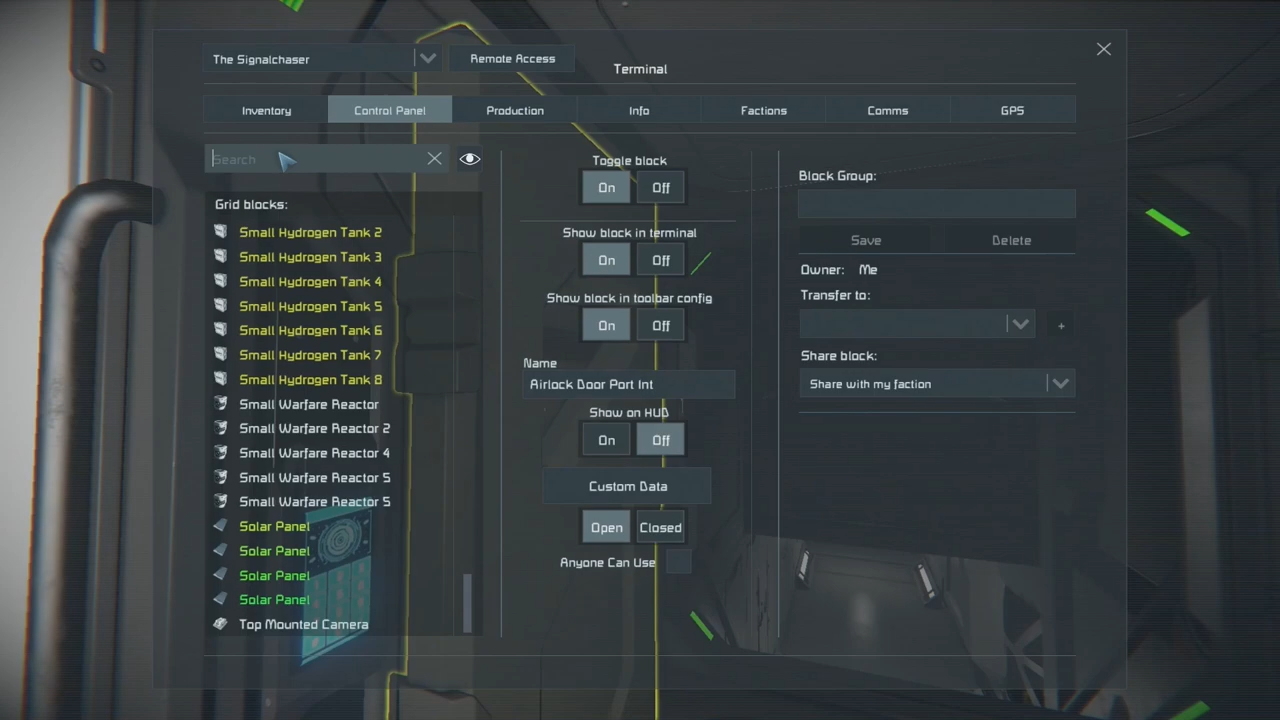 The Signalchaser
Remote Access
Terminal
Inventory
Control Panel
Production
Info
Factions
Comms
GPS
Search
Grid blocks:
Small Hydrogen Tank 2
Small Hydrogen Tank 3
Small Hydrogen Tank 4
Small Hydrogen Tank 5
Small Hydrogen Tank 6
Small Hydrogen Tank 7
Small Hydrogen Tank 8
Small Warfare Reactor
Small Warfare Reactor 2
Small Warfare Reactor 4
Small Warfare Reactor 5
Small Warfare Reactor 5
Solar Panel
Solar Panel
Solar Panel
Solar Panel
Top Mounted Camera
Toggle block
On Off
Show block in terminal
On Off
Show block in toolbar config
On Off
Name
Airlock Door Port Int
Show on HUD
On Off
Custom Data
Open Closed
Anyone Can Use
Block Group:
Save Delete
Owner: Me
Transfer to:
+
Share block:
Share with my faction